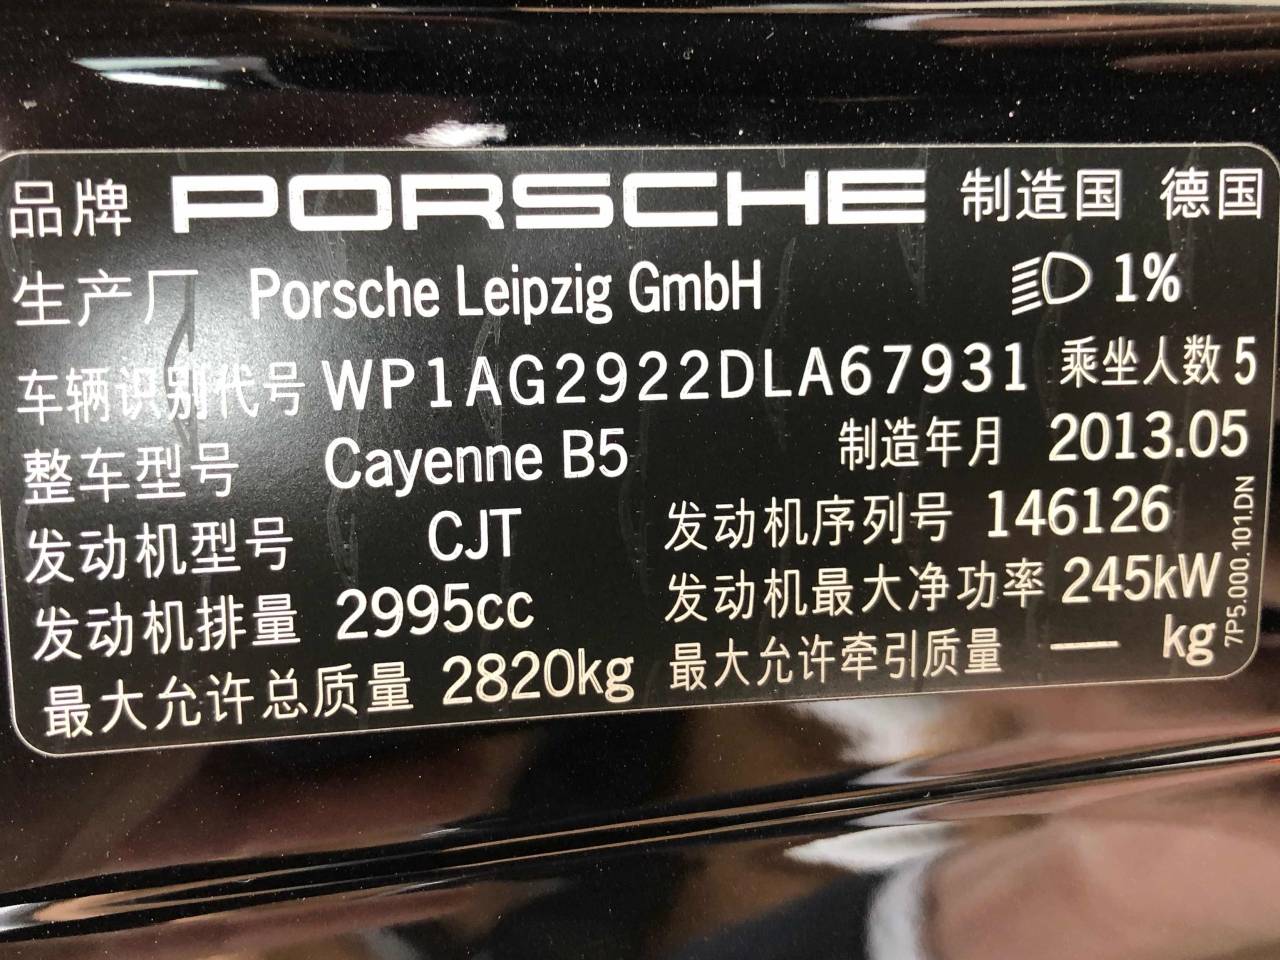 品牌 PORSCHE 制造国 德国
生产厂 Porsche Leipzig GmbH 1%
车辆识别代号 WP1AG2922DLA67931 乘坐人数 5
整车型号 Cayenne B5 制造年月 2013.05
发动机型号 CJT 发动机序列号 146126
发动机排量 2995cc 发动机最大净功率 245kW
最大允许总质量 2820kg 最大允许牵引质量 — kg
7P5.000.101.DN